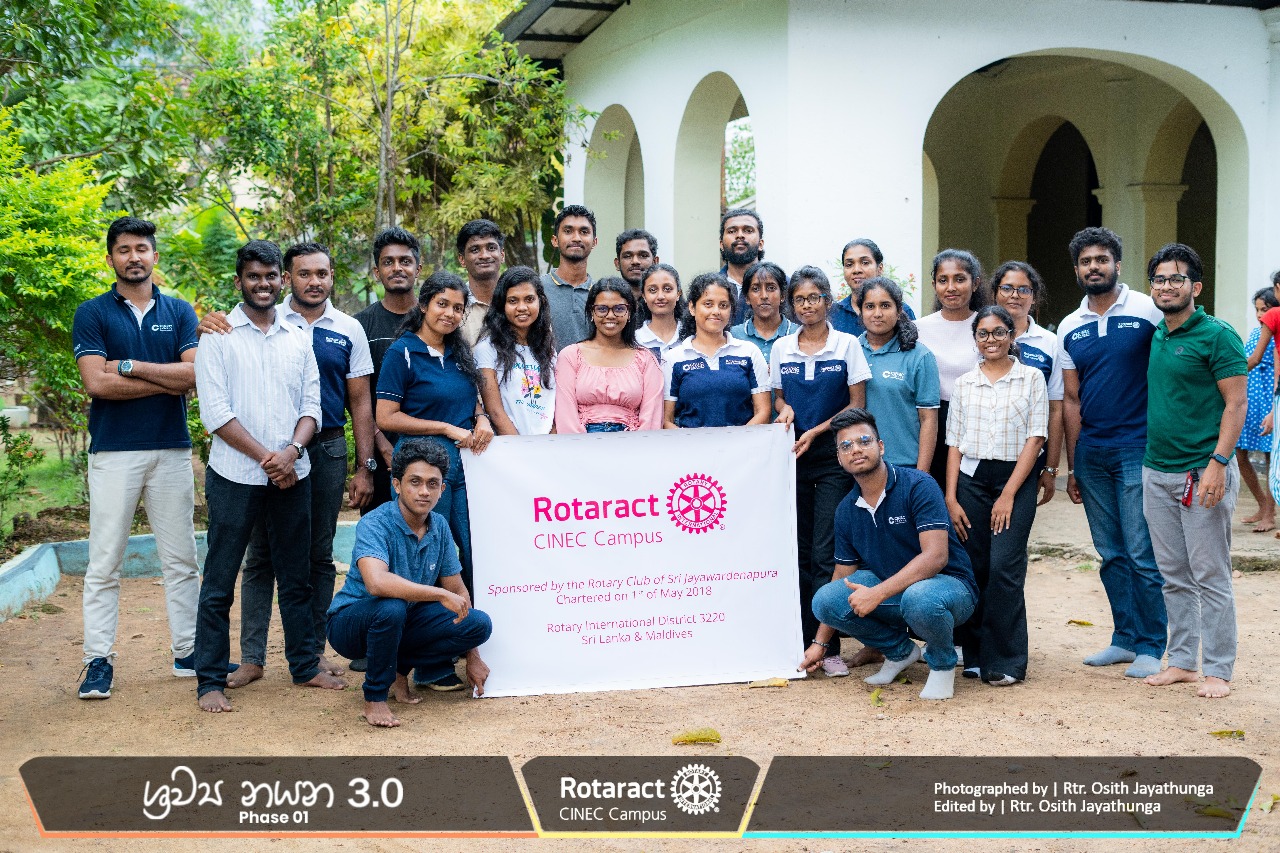 Rotaract
CINEC Campus
Sponsored by the Rotary Club of Sri Jayawardenapura
Chartered on 1st of May 2018
Rotary International District 3220
Sri Lanka & Maldives
ශ්‍රව්‍ය නයන 3.0
Phase 01
Rotaract
CINEC Campus
Photographed by | Rtr. Osith Jayathunga
Edited by | Rtr. Osith Jayathunga